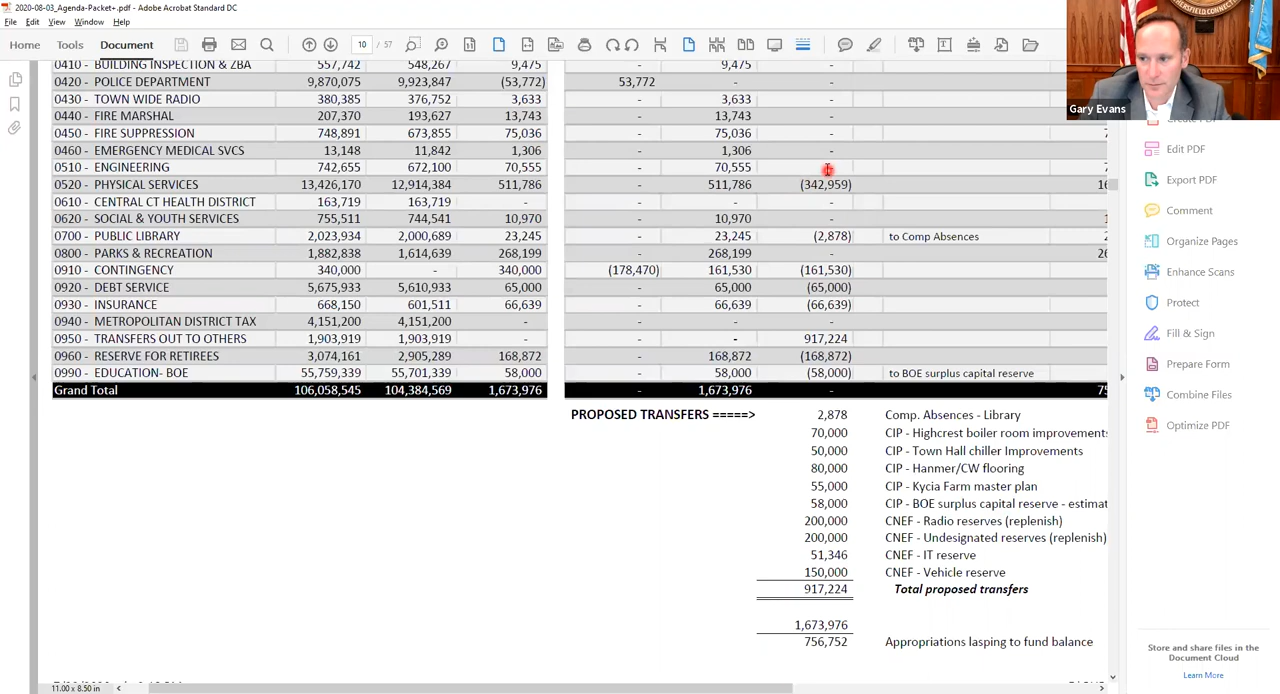 2020-08-03_Agenda-Packet+.pdf - Adobe Acrobat Standard DC
File Edit View Window Help
Home Tools Document 10 / 57
0410 - BUILDING INSPECTION & ZBA 557,742 548,267 9,475 9,475 -
0420 - POLICE DEPARTMENT 9,870,075 9,923,847 (53,772) 53,772 - -
0430 - TOWN WIDE RADIO 380,385 376,752 3,633 - 3,633 -
0440 - FIRE MARSHAL 207,370 193,627 13,743 - 13,743 -
0450 - FIRE SUPPRESSION 748,891 673,855 75,036 - 75,036 -
0460 - EMERGENCY MEDICAL SVCS 13,148 11,842 1,306 - 1,306 -
0510 - ENGINEERING 742,655 672,100 70,555 - 70,555
0520 - PHYSICAL SERVICES 13,426,170 12,914,384 511,786 - 511,786 (342,959) 16
0610 - CENTRAL CT HEALTH DISTRICT 163,719 163,719 - - - -
0620 - SOCIAL & YOUTH SERVICES 755,511 744,541 10,970 - 10,970 -
0700 - PUBLIC LIBRARY 2,023,934 2,000,689 23,245 - 23,245 (2,878) to Comp Absences 2
0800 - PARKS & RECREATION 1,882,838 1,614,639 268,199 - 268,199 - 26
0910 - CONTINGENCY 340,000 - 340,000 (178,470) 161,530 (161,530)
0920 - DEBT SERVICE 5,675,933 5,610,933 65,000 - 65,000 (65,000)
0930 - INSURANCE 668,150 601,511 66,639 - 66,639 (66,639)
0940 - METROPOLITAN DISTRICT TAX 4,151,200 4,151,200 - - - -
0950 - TRANSFERS OUT TO OTHERS 1,903,919 1,903,919 - - - 917,224
0960 - RESERVE FOR RETIREES 3,074,161 2,905,289 168,872 - 168,872 (168,872)
0990 - EDUCATION- BOE 55,759,339 55,701,339 58,000 - 58,000 (58,000) to BOE surplus capital reserve
Grand Total 106,058,545 104,384,569 1,673,976 - 1,673,976 - 75
PROPOSED TRANSFERS =====> 2,878 Comp. Absences - Library
70,000 CIP - Highcrest boiler room improvements
50,000 CIP - Town Hall chiller Improvements
80,000 CIP - Hanmer/CW flooring
55,000 CIP - Kycia Farm master plan
58,000 CIP - BOE surplus capital reserve - estimat
200,000 CNEF - Radio reserves (replenish)
200,000 CNEF - Undesignated reserves (replenish)
51,346 CNEF - IT reserve
150,000 CNEF - Vehicle reserve
917,224 Total proposed transfers
1,673,976
756,752 Appropriations lasping to fund balance
11.00 x 8.50 in
Gary Evans
Edit PDF
Export PDF
Comment
Organize Pages
Enhance Scans
Protect
Fill & Sign
Prepare Form
Combine Files
Optimize PDF
Store and share files in the
Document Cloud
Learn More